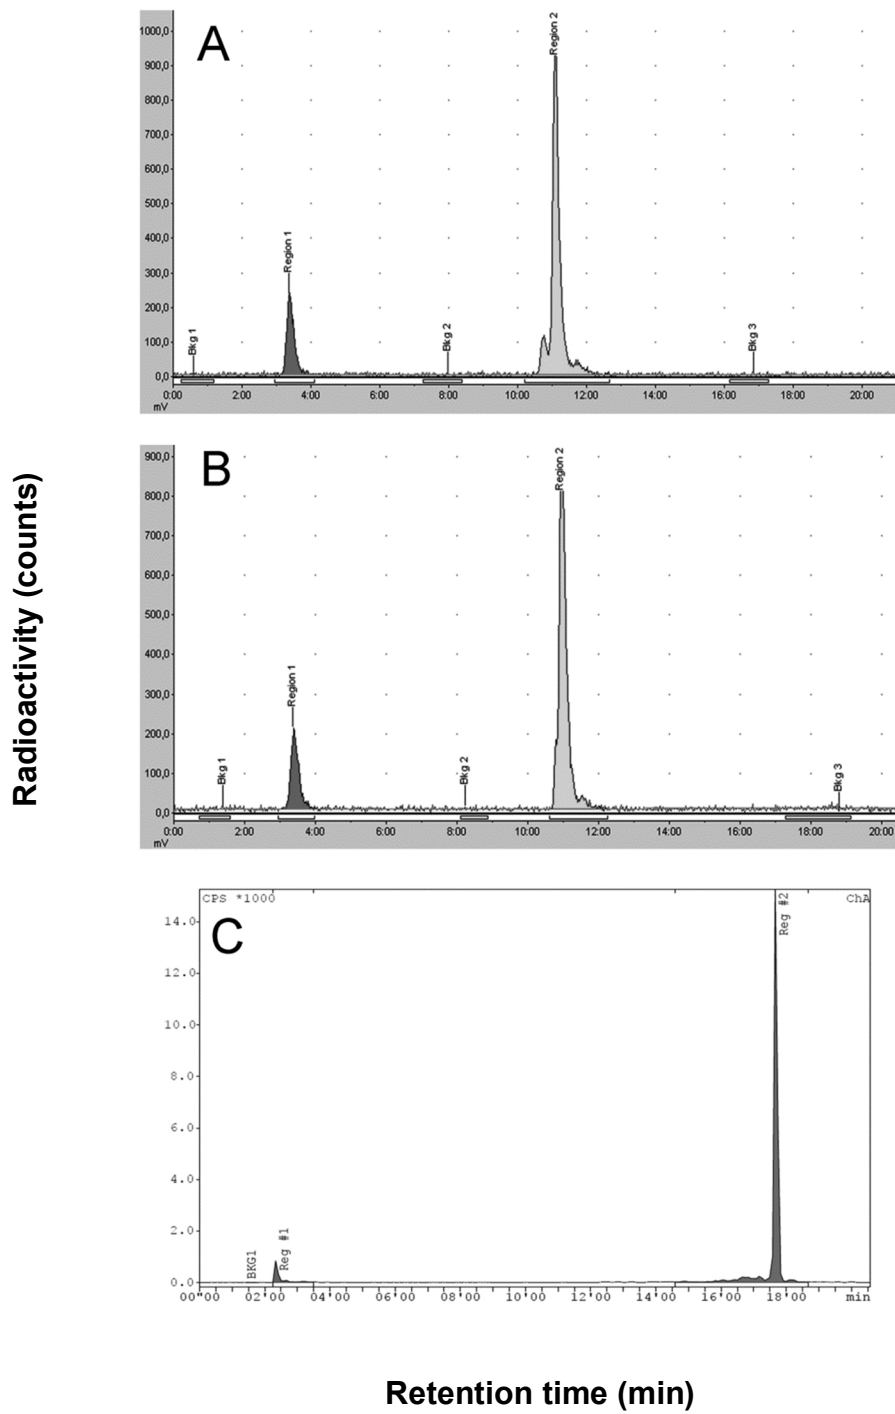 1000,0
A
Region 2
900,0
800,0
700,0
600,0
500,0
400,0
Region 1
300,0
200,0
Bkg 1
Bkg 2
Bkg 3
100,0
0,0
0:00 2:00 4:00 6:00 8:00 10:00 12:00 14:00 16:00 18:00 20:00
mV
Radioactivity (counts)
900,0
B
Region 2
800,0
700,0
600,0
500,0
400,0
Region 1
300,0
200,0
Bkg 1
Bkg 2
Bkg 3
100,0
0,0
0:00 2:00 4:00 6:00 8:00 10:00 12:00 14:00 16:00 18:00 20:00
mV
CPS *1000
ChA
Reg #2
14.0
C
12.0
10.0
8.0
6.0
4.0
2.0
BKG1
Reg #1
0.0
00"00 02'00 04'00 06'00 08'00 10'00 12'00 14'00 16'00 18'00 min
Retention time (min)